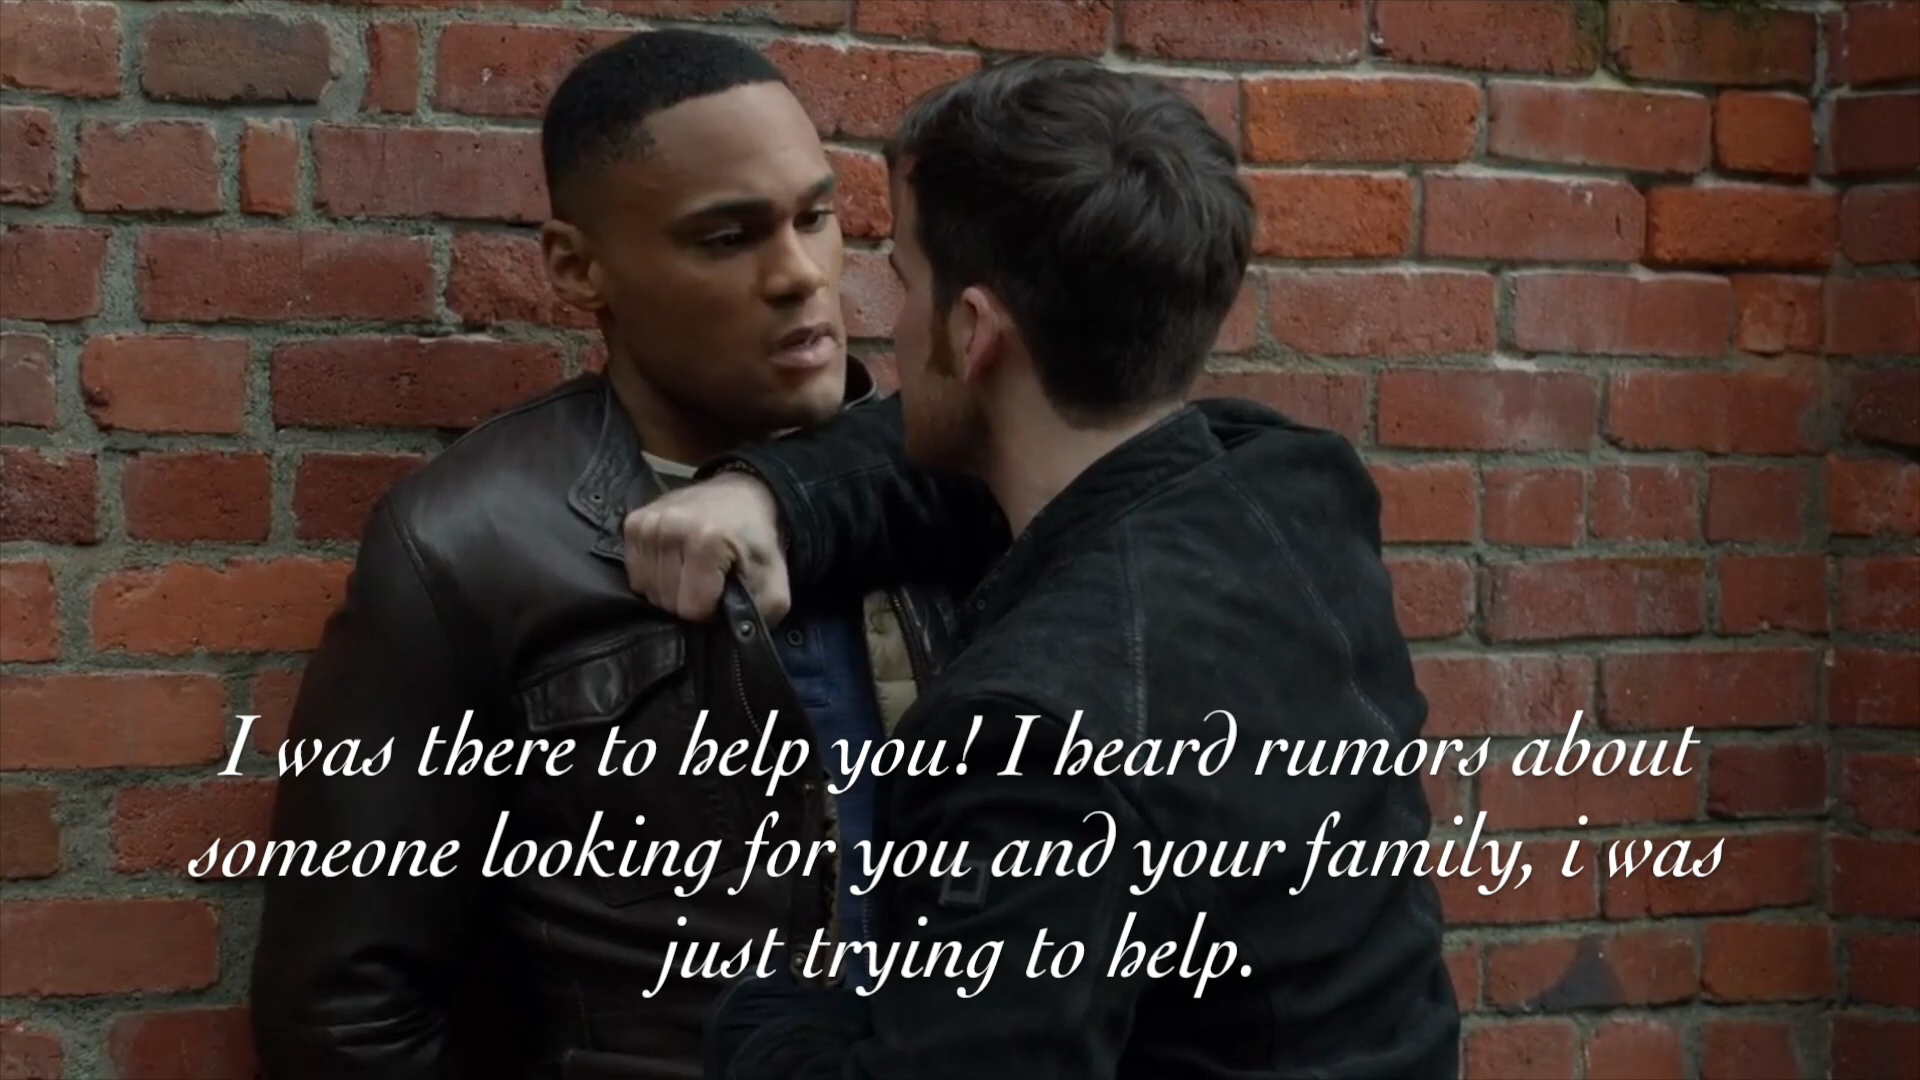 I was there to help you! I heard rumors about
someone looking for you and your family, i was
just trying to help.